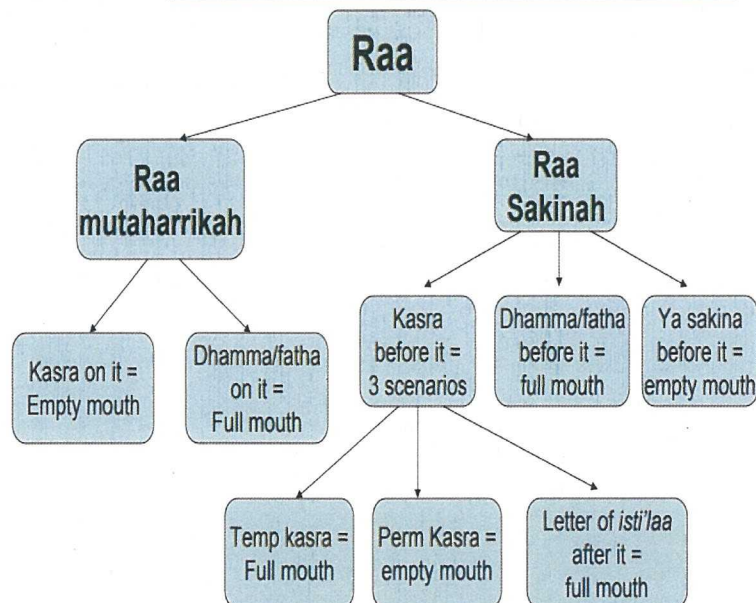 Raa
Raa
mutaharrikah
Raa
Sakinah
Kasra on it =
Empty mouth
Dhamma/fatha
on it =
Full mouth
Kasra
before it =
3 scenarios
Dhamma/fatha
before it =
full mouth
Ya sakina
before it =
empty mouth
Temp kasra =
Full mouth
Perm Kasra =
empty mouth
Letter of isti'laa
after it =
full mouth